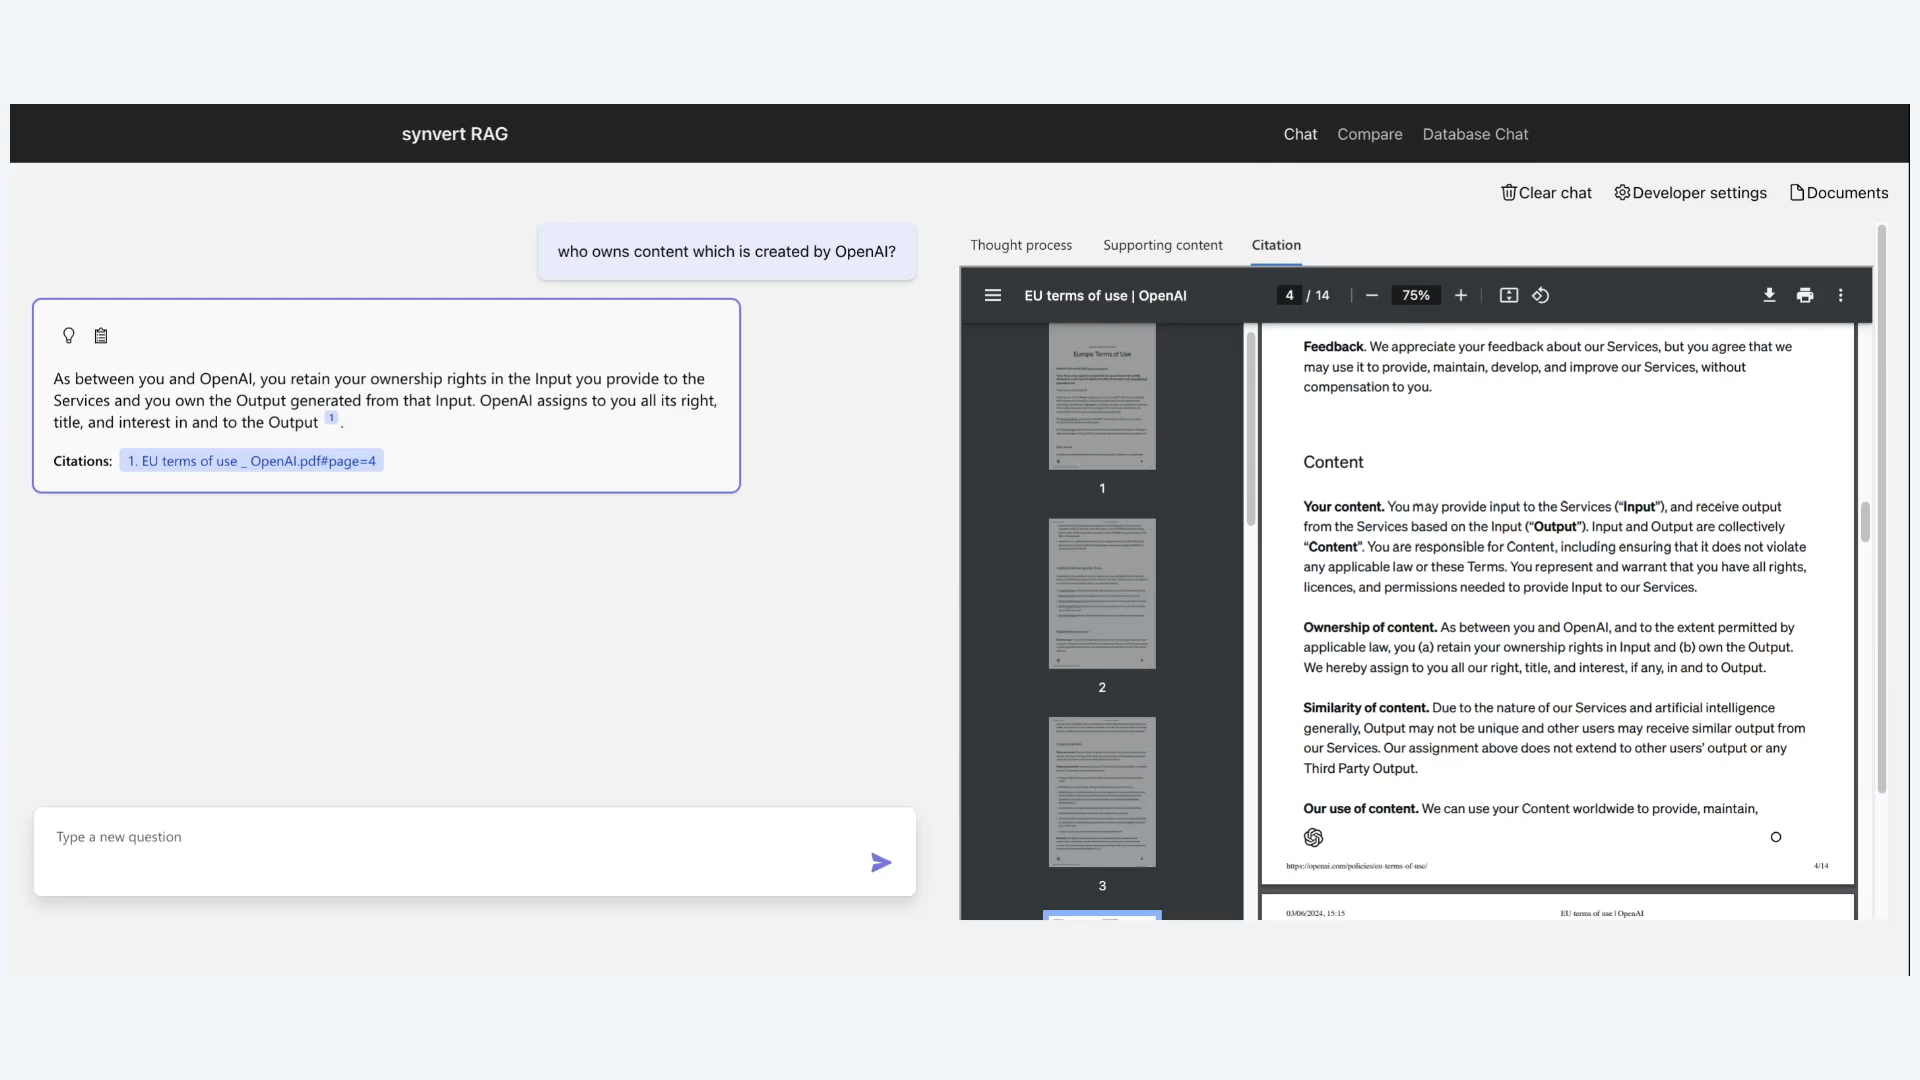 synvert RAG
Chat
Compare
Database Chat
Clear chat
Developer settings
Documents
who owns content which is created by OpenAI?
As between you and OpenAI, you retain your ownership rights in the Input you provide to the
Services and you own the Output generated from that Input. OpenAI assigns to you all its right,
title, and interest in and to the Output 1 .
Citations: 1. EU terms of use _ OpenAI.pdf#page=4
Type a new question
Thought process
Supporting content
Citation
EU terms of use | OpenAI
4 / 14
75%
Europe Terms of Use
1
2
3
Feedback. We appreciate your feedback about our Services, but you agree that we
may use it to provide, maintain, develop, and improve our Services, without
compensation to you.
Content
Your content. You may provide input to the Services (“Input”), and receive output
from the Services based on the Input (“Output”). Input and Output are collectively
“Content”. You are responsible for Content, including ensuring that it does not violate
any applicable law or these Terms. You represent and warrant that you have all rights,
licences, and permissions needed to provide Input to our Services.
Ownership of content. As between you and OpenAI, and to the extent permitted by
applicable law, you (a) retain your ownership rights in Input and (b) own the Output.
We hereby assign to you all our right, title, and interest, if any, in and to Output.
Similarity of content. Due to the nature of our Services and artificial intelligence
generally, Output may not be unique and other users may receive similar output from
our Services. Our assignment above does not extend to other users’ output or any
Third Party Output.
Our use of content. We can use your Content worldwide to provide, maintain,
https://openai.com/policies/eu-terms-of-use/
4/14
03/06/2024, 15:15
EU terms of use | OpenAI